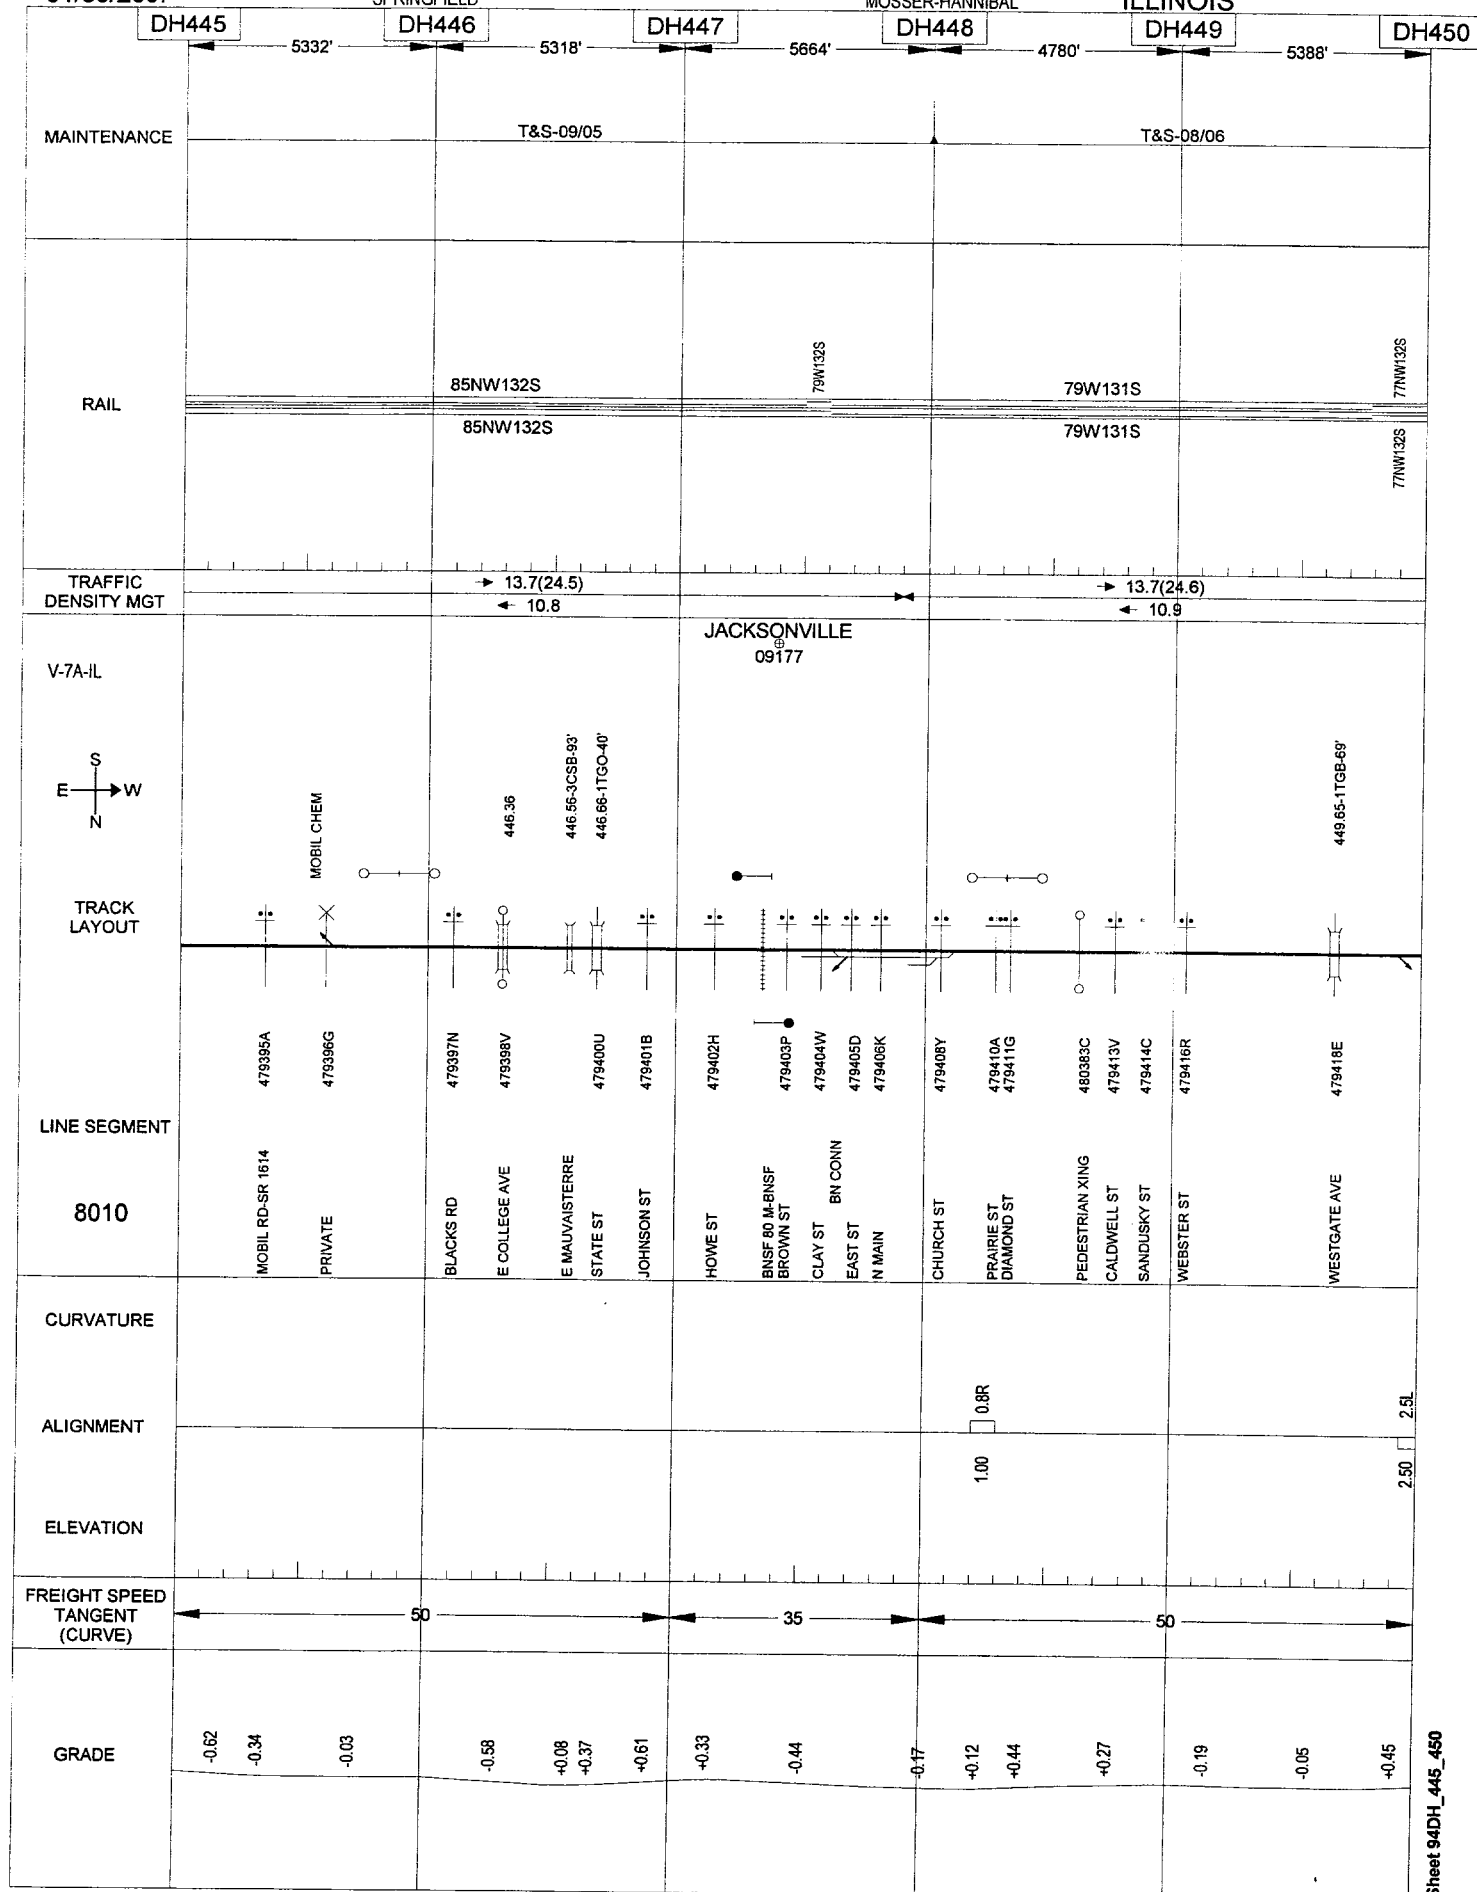 SPRINGFIELD
MOSSER-HANNIBAL
ILLINOIS
DH445 DH446 DH447 DH448 DH449 DH450
5332' 5318' 5664' 4780' 5388'
MAINTENANCE
T&S-09/05
T&S-08/06
RAIL
85NW132S
85NW132S
79W132S
79W131S
79W131S
77NW132S
77NW132S
TRAFFIC
DENSITY MGT
13.7(24.5)
10.8
13.7(24.6)
10.9
JACKSONVILLE
09177
V-7A-IL
S
E W
N
MOBIL CHEM
446.36
446.56-3CSB-93'
446.66-1TGO-40'
449.65-1TGB-69'
TRACK
LAYOUT
479395A
479396G
479397N
479398V
479400U
479401B
479402H
479403P
479404W
479405D
479406K
479408Y
479410A
479411G
480383C
479413V
479414C
479416R
479418E
LINE SEGMENT
8010
MOBIL RD-SR 1614
PRIVATE
BLACKS RD
E COLLEGE AVE
E MAUVAISTERRE
STATE ST
JOHNSON ST
HOWE ST
BNSF 80 M-BNSF
BROWN ST
CLAY ST
BN CONN
EAST ST
N MAIN
CHURCH ST
PRAIRIE ST
DIAMOND ST
PEDESTRIAN XING
CALDWELL ST
SANDUSKY ST
WEBSTER ST
WESTGATE AVE
CURVATURE
ALIGNMENT
0.8R
1.00
2.5L
2.50
ELEVATION
FREIGHT SPEED
TANGENT
(CURVE)
50 35 50
GRADE
-0.62
-0.34
-0.03
-0.58
+0.08
+0.37
+0.61
+0.33
-0.44
-0.17
+0.12
+0.44
+0.27
-0.19
-0.05
+0.45
Sheet 94DH_445_450